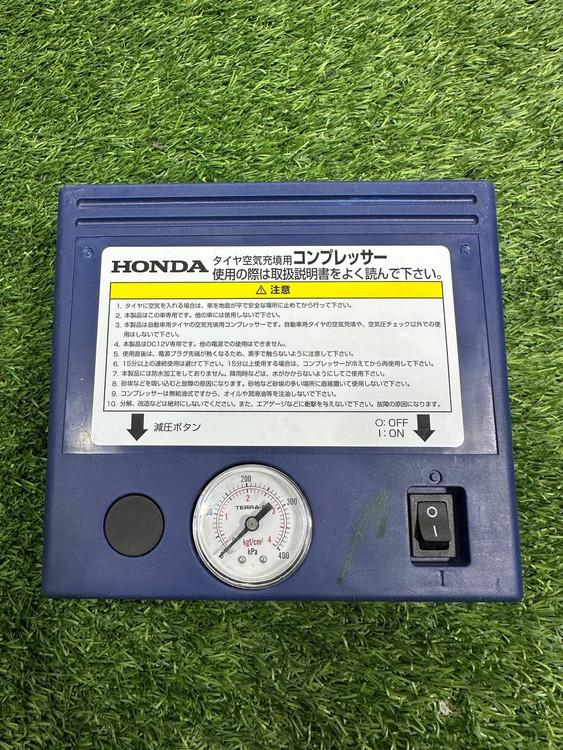 HONDA タイヤ空気充填用コンプレッサー
使用の際は取扱説明書をよく読んで下さい。
⚠ 注意
1. タイヤに空気を入れる場合は、車を地面が平で安全な場所に止めてから行って下さい。
2. 本製品はこの車専用です。他の車には使用しないで下さい。
3. 本製品は自動車用タイヤの空気充填用コンプレッサーです。自動車用タイヤの空気充填や、空気圧チェック以外での使
用はしないで下さい。
4. 本製品はDC12V専用です。他の電源での使用はできません。
5. 使用直後は、電源プラグ先端が熱くなるため、素手で触らないように注意して下さい。
6. 15分以上の連続使用は避けて下さい。15分以上使用する場合は、コンプレッサーが冷えてから再使用して下さい。
7. 本製品には防水加工をしておりません。降雨時などは、水がかからないようにしてご使用下さい。
8. 砂埃などを吸い込むと故障の原因になります。砂地など砂埃の多い場所に直接置いて使用しないで下さい。
9. コンプレッサーは無給油式ですから、オイルや潤滑油等を注油しないで下さい。
10. 分解、改造などは絶対にしないでください。また、エアゲージなどに衝撃を与えないで下さい。故障の原因になります。
減圧ボタン
O: OFF
I : ON
200
300
400
1
2
3
4
TERRA-S
kgf/cm²
kPa
O
I